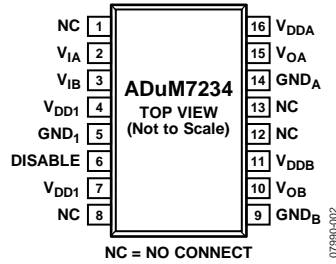 NC 1 16 VDDA
VIA 2 15 VOA
VIB 3 14 GNDA
VDD1 4 13 NC
GND1 5 12 NC
DISABLE 6 11 VDDB
VDD1 7 10 VOB
NC 8 9 GNDB
ADuM7234
TOP VIEW
(Not to Scale)
NC = NO CONNECT
07990-002